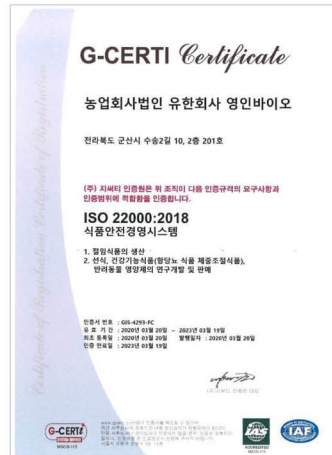 G-CERTI Certificate
농업회사법인 유한회사 영인바이오
전라북도 군산시 수송2길 10, 2층 201호
(주) 지써티 인증원은 위 조직이 다음 인증규격의 요구사항과
인증범위에 적합함을 인증합니다.
ISO 22000:2018
식품안전경영시스템
1. 절임식품의 생산
2. 선식, 건강기능식품(항당뇨 식품 체중조절식품),
반려동물 영양제의 연구개발 및 판매
인증서 번호 : GIS-4293-FC
유 효 기 간 : 2020년 03월 20일 ~ 2023년 03월 19일
최초 등록일 : 2020년 03월 20일 발행일자 : 2020년 03월 20일
인증 만료일 : 2023년 03월 19일
G-CERTI
IAS
ACCREDITED
MSCB-113
IAF